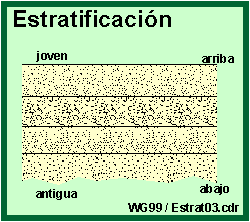 Estratificación
joven
arriba
antigua
abajo
WG99 / Estrat03.cdr